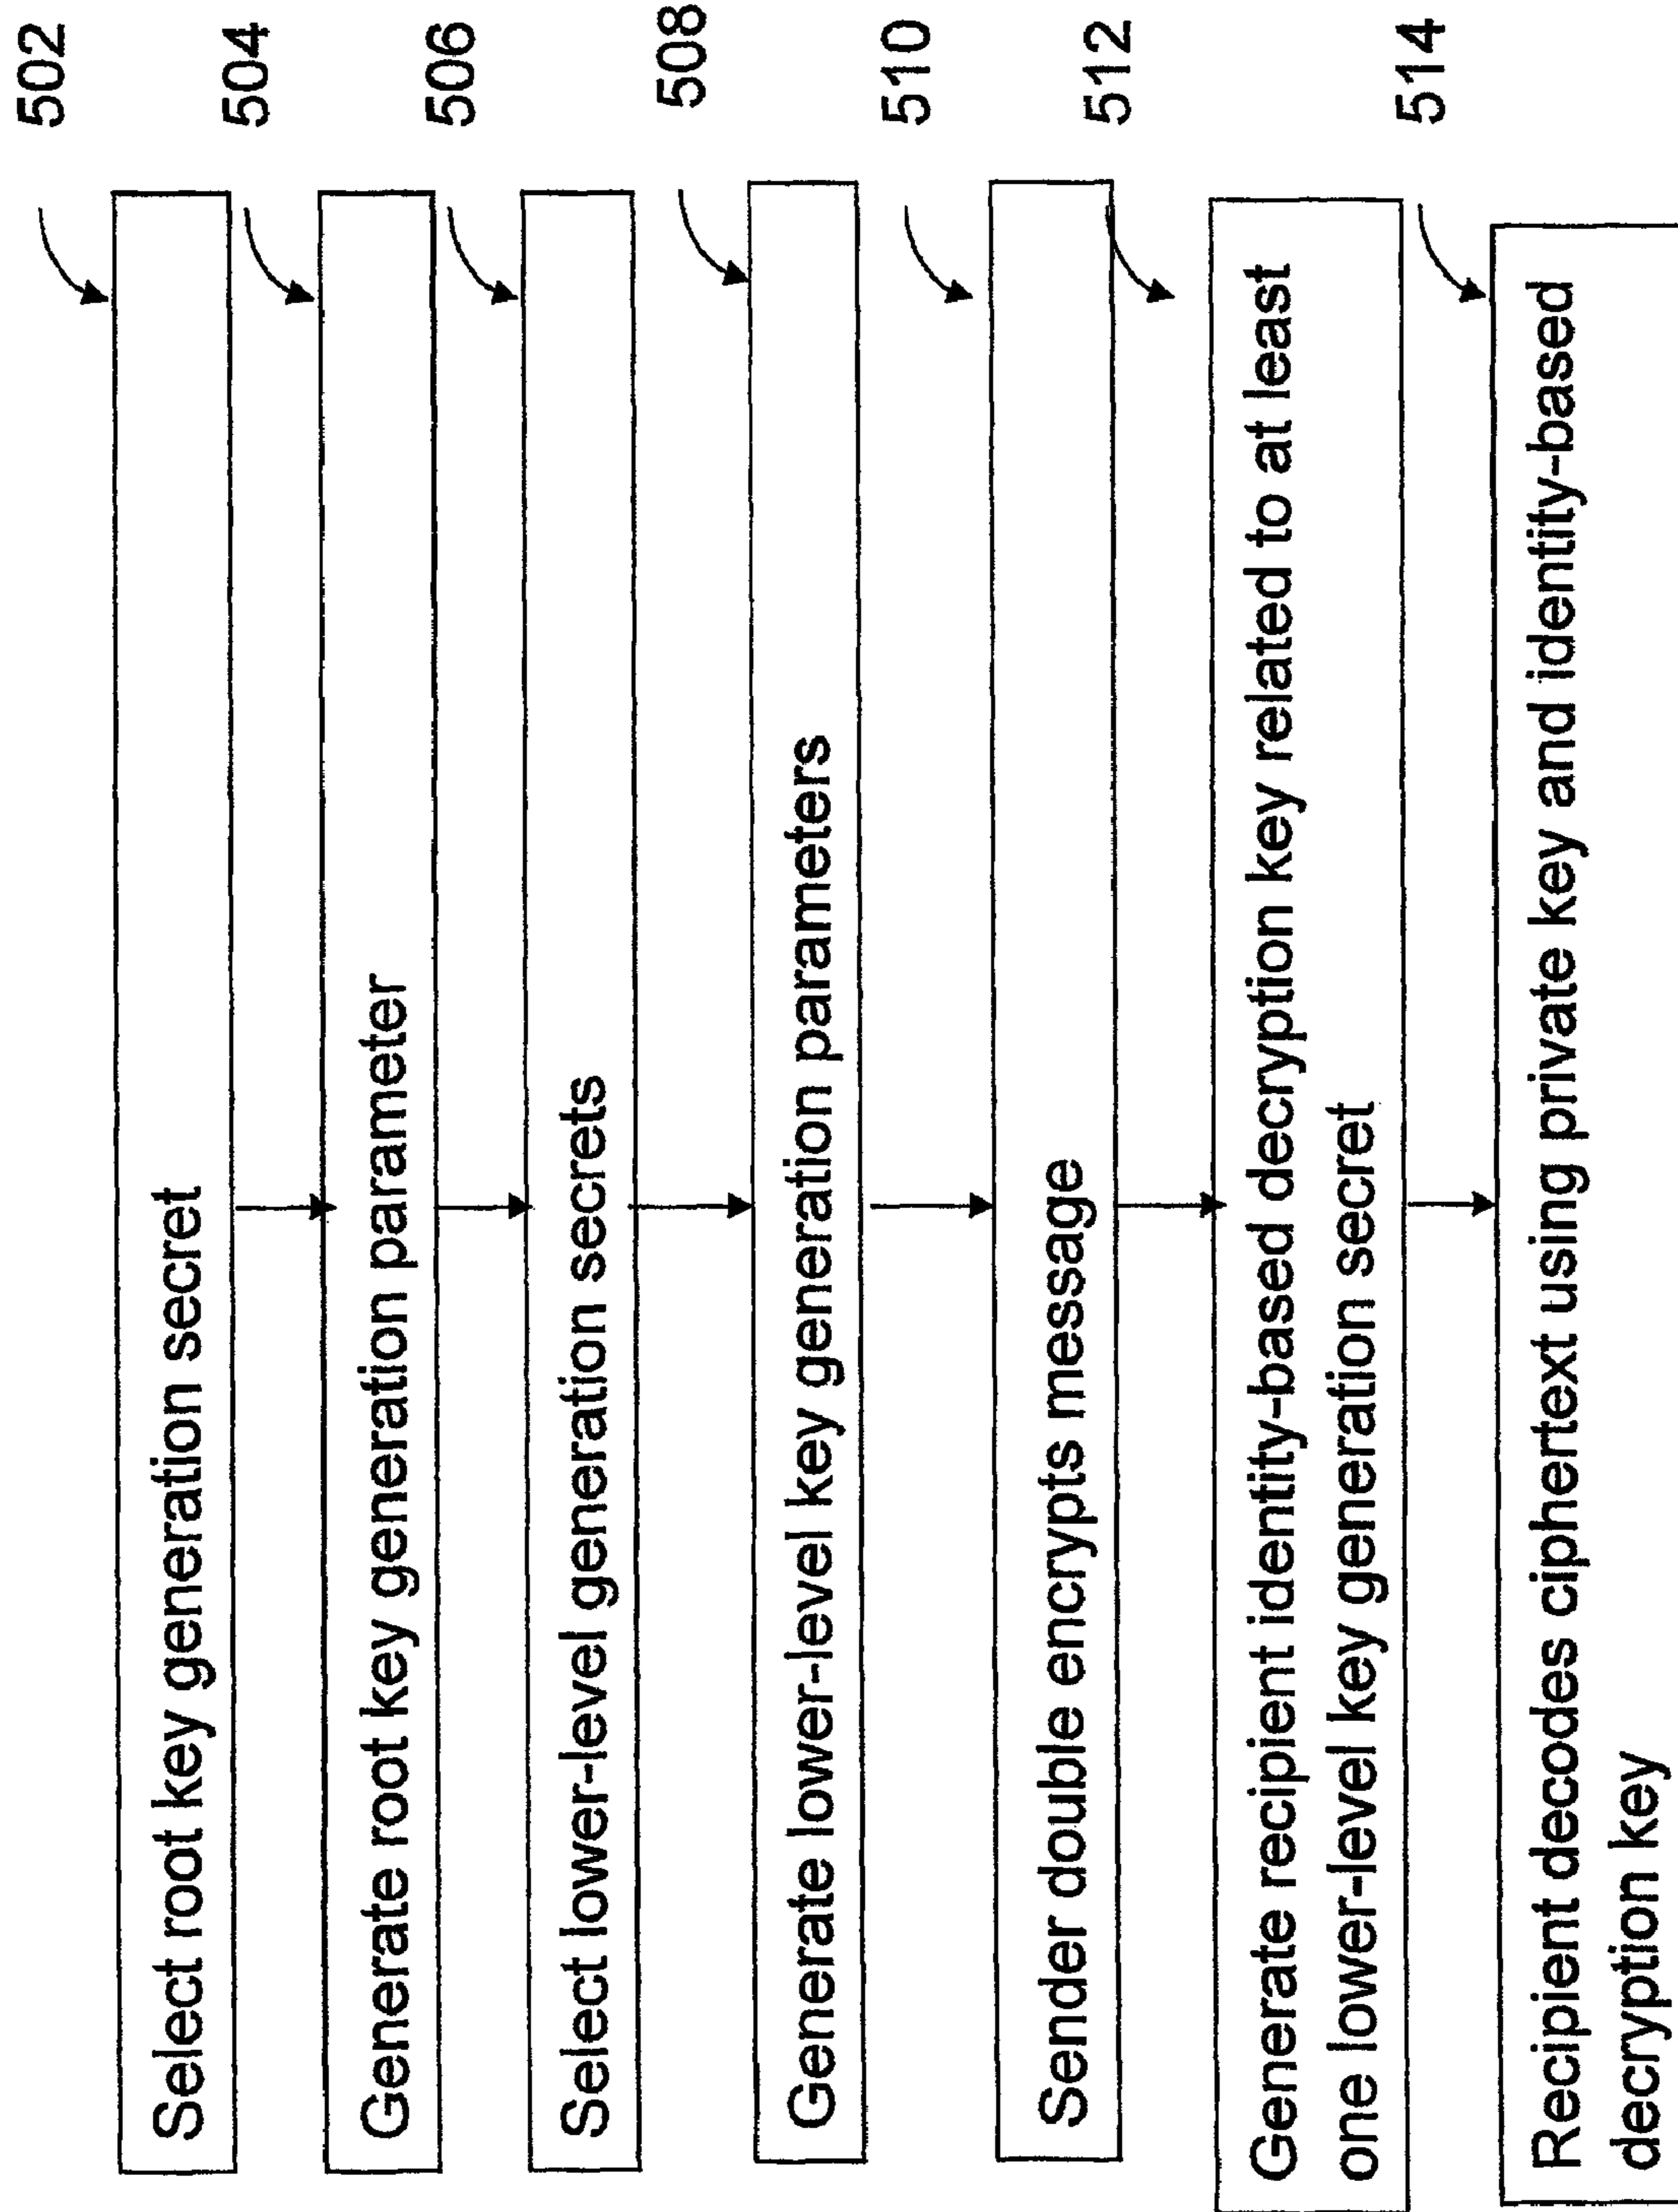 502
Select root key generation secret
504
Generate root key generation parameter
506
Select lower-level generation secrets
508
Generate lower-level key generation parameters
510
Sender double encrypts message
512
Generate recipient identity-based decryption key related to at least
one lower-level key generation secret
514
Recipient decodes ciphertext using private key and identity-based
decryption key